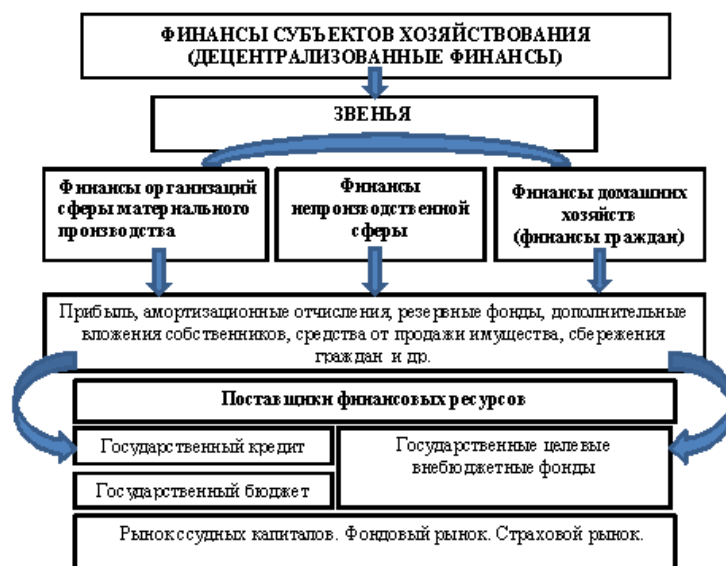 ФИНАНСЫ СУБЪЕКТОВ ХОЗЯЙСТВОВАНИЯ
(ДЕЦЕНТРАЛИЗОВАННЫЕ ФИНАНСЫ)
ЗВЕНЬЯ
Финансы организаций
сферы материального
производства
Финансы
непроизводственной
сферы
Финансы домашних
хозяйств
(финансы граждан)
Прибыль, амортизационные отчисления, резервные фонды, дополнительные
вложения собственников, средства от продажи имущества, сбережения
граждан и др.
Поставщики финансовых ресурсов
Государственный кредит
Государственный бюджет
Государственные целевые
внебюджетные фонды
Рынок ссудных капиталов. Фондовый рынок. Страховой рынок.